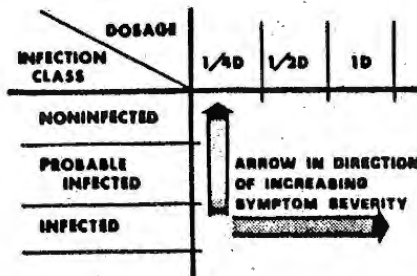 DOSAGE
INFECTION
CLASS
1/4D 1/2D 1D
NONINFECTED
PROBABLE
INFECTED
INFECTED
ARROW IN DIRECTION
OF INCREASING
SYMPTOM SEVERITY